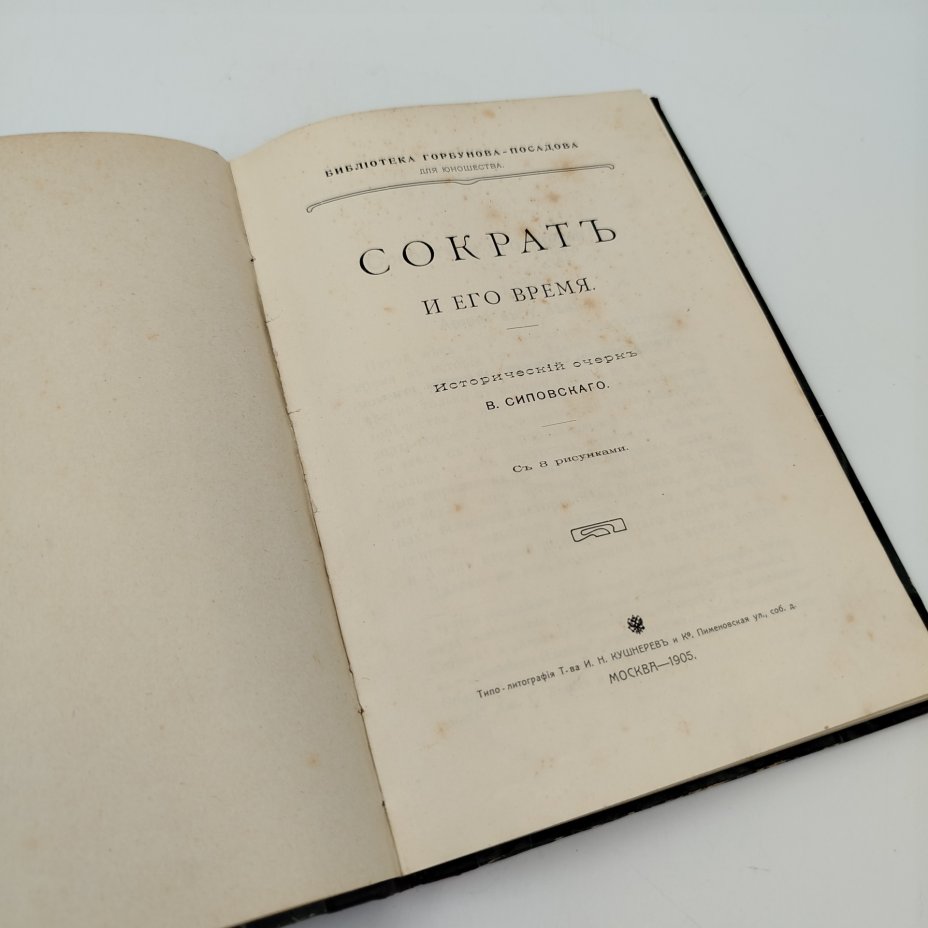 БИБЛІОТЕКА ГОРБУНОВА-ПОСАДОВА
ДЛЯ ЮНОШЕСТВА.
СОКРАТЪ
И ЕГО ВРЕМЯ.
Историческій очеркъ
В. СИПОВСКАГО.
Съ 8 рисунками.
Типо-литографія Т-ва И. Н. КУШНЕРЕВЪ и Кº. Пименовская ул., соб. д.
МОСКВА—1905.